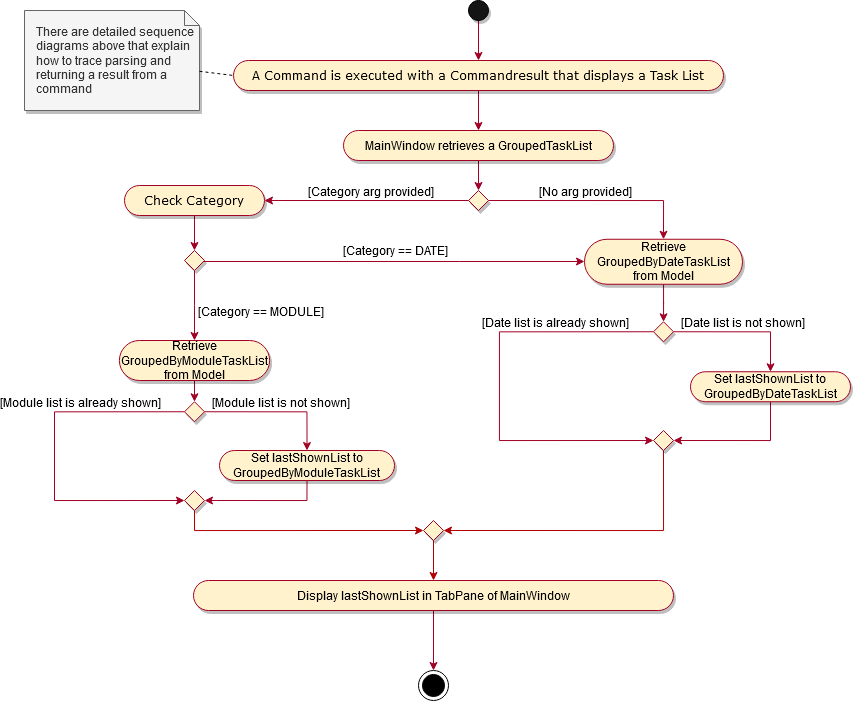 There are detailed sequence
diagrams above that explain
how to trace parsing and
returning a result from a
command
A Command is executed with a Commandresult that displays a Task List
MainWindow retrieves a GroupedTaskList
[Category arg provided]
[No arg provided]
Check Category
[Category == DATE]
Retrieve
GroupedByDateTaskList
from Model
[Category == MODULE]
[Date list is already shown]
[Date list is not shown]
Retrieve
GroupedByModuleTaskList
from Model
Set lastShownList to
GroupedByDateTaskList
[Module list is already shown]
[Module list is not shown]
Set lastShownList to
GroupedByModuleTaskList
Display lastShownList in TabPane of MainWindow